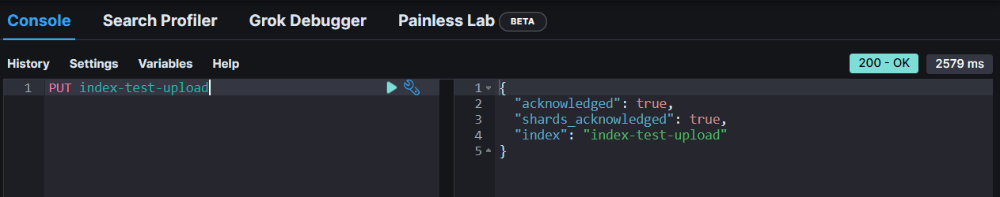 Console Search Profiler Grok Debugger Painless Lab BETA
History Settings Variables Help 200 - OK 2579 ms
1 PUT index-test-upload
1 {
2 "acknowledged": true,
3 "shards_acknowledged": true,
4 "index": "index-test-upload"
5 }